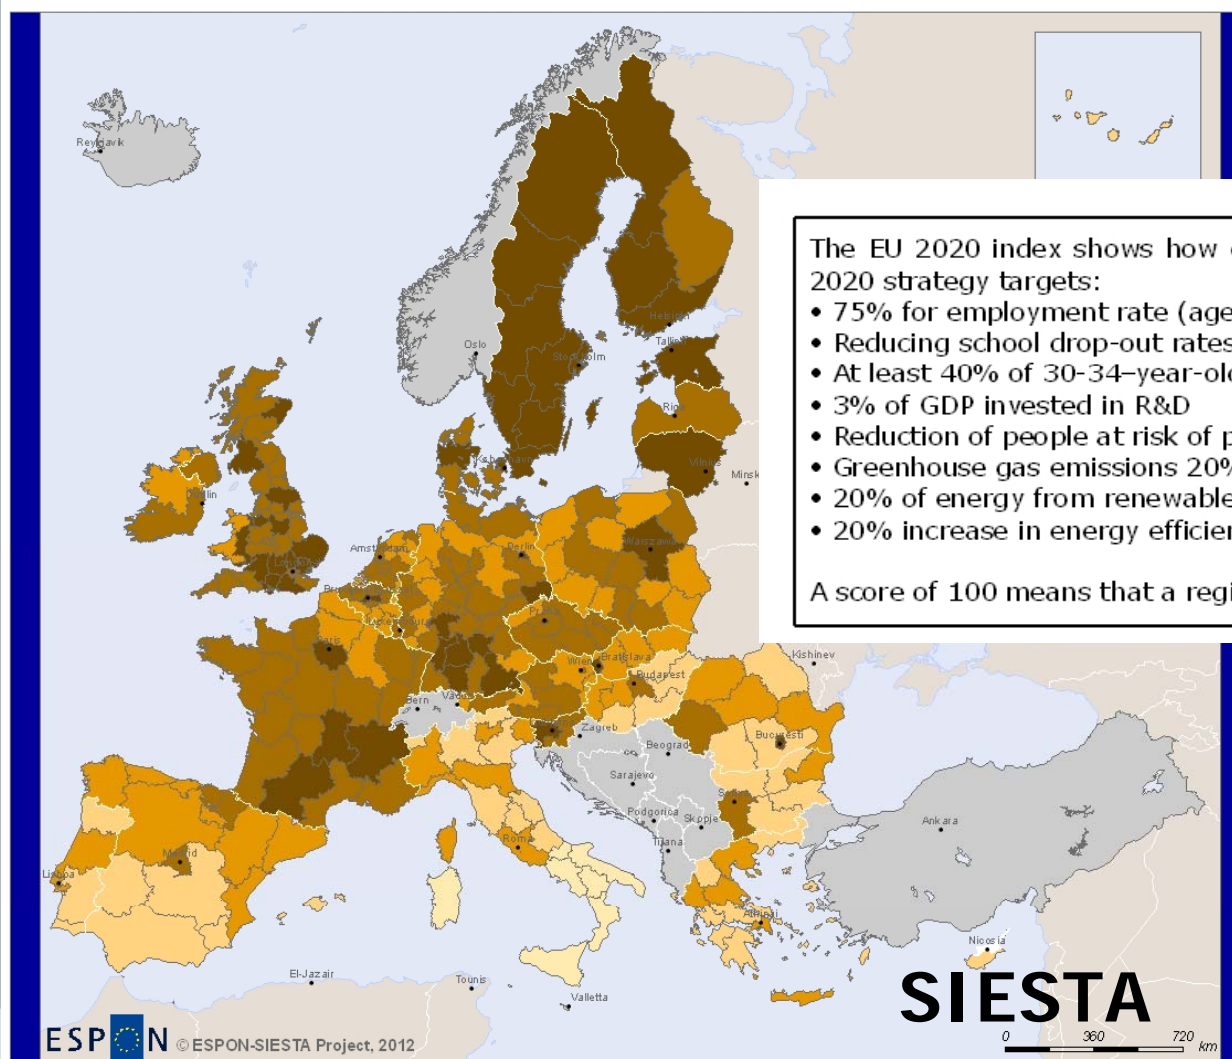 Reykjavik
Oslo
Helsinki
Tallinn
Stockholm
Riga
København
Vilnius
Minsk
Dublin
London
Amsterdam
Berlin
Warszawa
Praha
Paris
Kishinev
Wien
Bratislava
Budapest
Bern
Zagreb
Bucuresti
Beograd
Sarajevo
Podgorica
Skopje
Tirana
Ankara
Roma
Madrid
Lisboa
Athinai
Nicosia
El-Jazair
Tounis
Valletta
The EU 2020 index shows how
2020 strategy targets:
• 75% for employment rate (age
• Reducing school drop-out rates
• At least 40% of 30-34–year-old
• 3% of GDP invested in R&D
• Reduction of people at risk of p
• Greenhouse gas emissions 20%
• 20% of energy from renewable
• 20% increase in energy efficien
A score of 100 means that a regi
SIESTA
0 360 720
km
ESPON © ESPON-SIESTA Project, 2012